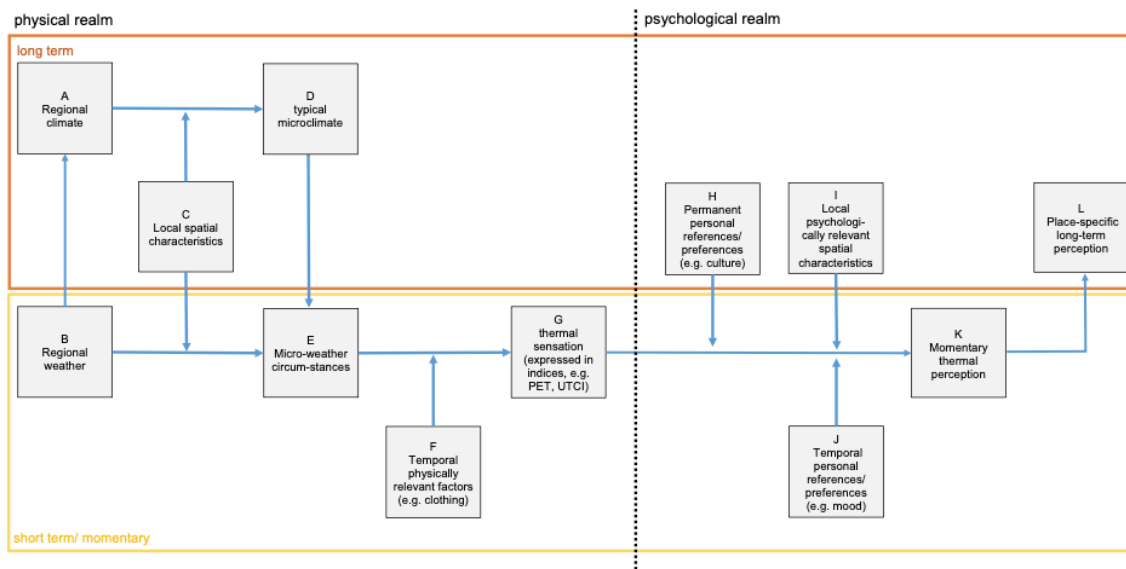 physical realm
psychological realm
long term
A
Regional
climate
D
typical
microclimate
C
Local spatial
characteristics
H
Permanent
personal
references/
preferences
(e.g. culture)
I
Local
psychologi-
cally relevant
spatial
characteristics
L
Place-specific
long-term
perception
B
Regional
weather
E
Micro-weather
circum-stances
G
thermal
sensation
(expressed in
indices, e.g.
PET, UTCI)
K
Momentary
thermal
perception
F
Temporal
physically
relevant factors
(e.g. clothing)
J
Temporal
personal
references/
preferences
(e.g. mood)
short term/ momentary